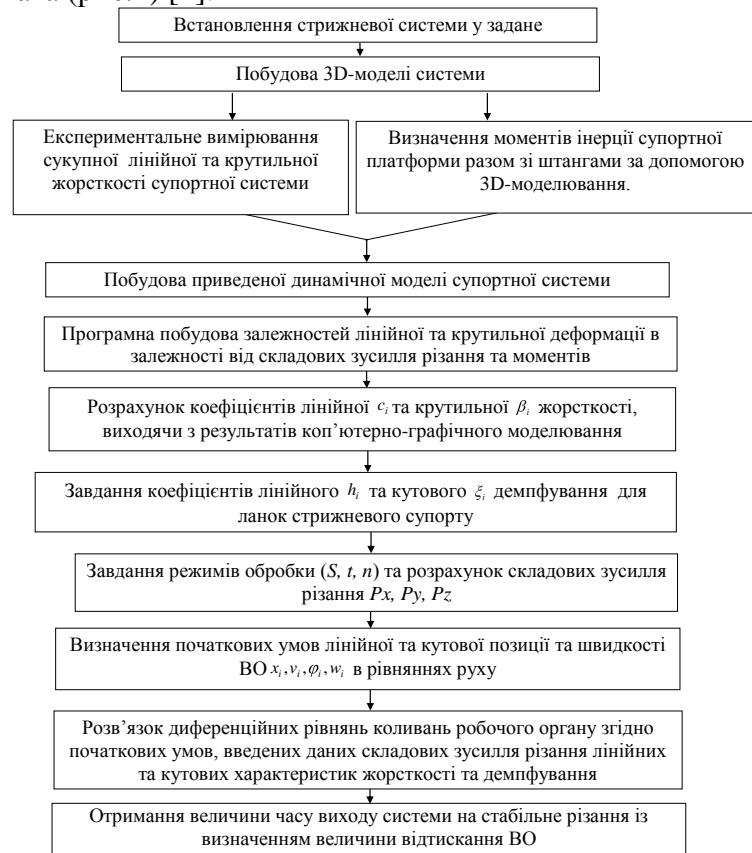 Встановлення стрижневої системи у задане
Побудова 3D-моделі системи
Експериментальне вимірювання
сукупної лінійної та крутильної
жорсткості супортної системи
Визначення моментів інерції супортної
платформи разом зі штангами за допомогою
3D-моделювання.
Побудова приведеної динамічної моделі супортної системи
Програмна побудова залежностей лінійної та крутильної деформації в
залежності від складових зусилля різання та моментів
Розрахунок коефіцієнтів лінійної c_i та крутильної β_i жорсткості,
виходячи з результатів коп'ютерно-графічного моделювання
Завдання коефіцієнтів лінійного h_i та кутового ξ_i демпфування для
ланок стрижневого супорту
Завдання режимів обробки (S, t, n) та розрахунок складових зусилля
різання Px, Py, Pz
Визначення початкових умов лінійної та кутової позиції та швидкості
ВО x_i, v_i, φ_i, w_i в рівняннях руху
Розв'язок диференційних рівнянь коливань робочого органу згідно
початкових умов, введених даних складових зусилля різання лінійних
та кутових характеристик жорсткості та демпфування
Отримання величини часу виходу системи на стабільне різання із
визначенням величини відтискання ВО